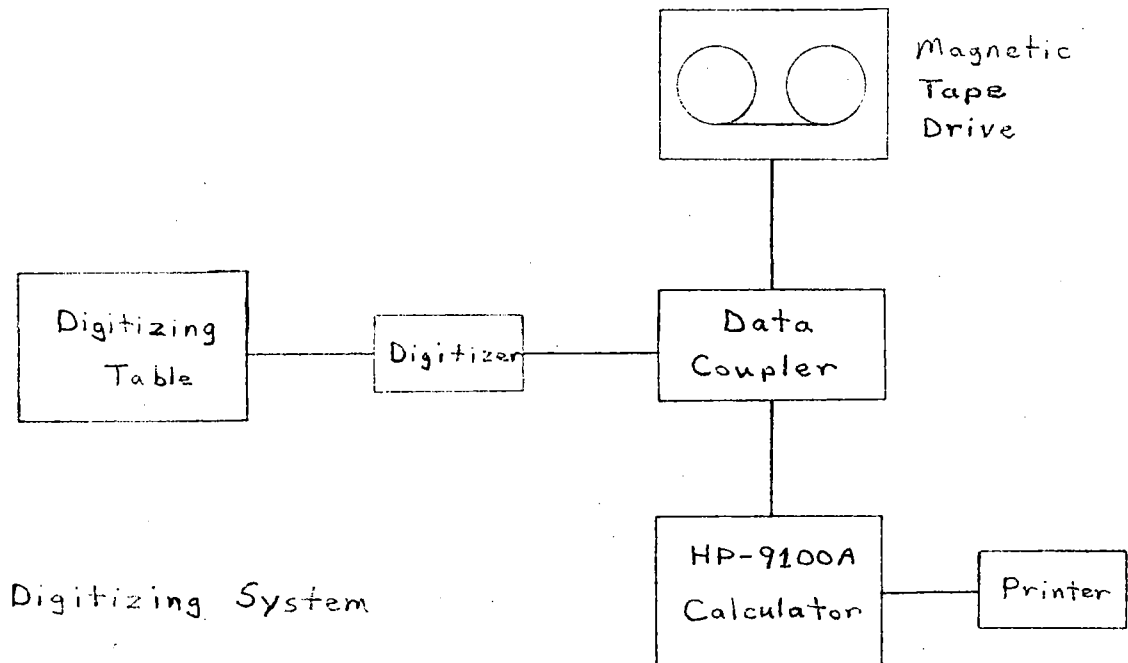 Magnetic
Tape
Drive
Digitizing
Table
Digitizer
Data
Coupler
HP-9100A
Calculator
Printer
Digitizing System